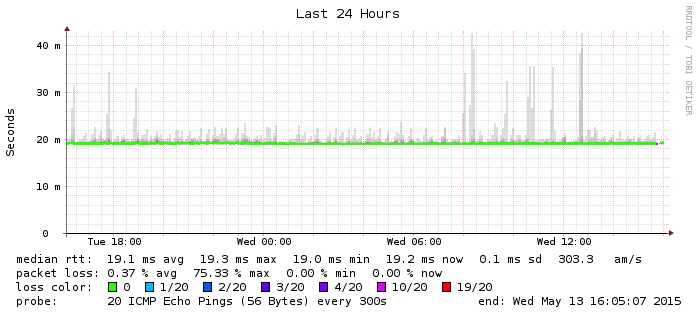 Last 24 Hours
RRDTOOL / TOBI OETIKER
Seconds
40 m
30 m
20 m
10 m
0
Tue 18:00 Wed 00:00 Wed 06:00 Wed 12:00
median rtt: 19.1 ms avg 19.3 ms max 19.0 ms min 19.2 ms now 0.1 ms sd 303.3 am/s
packet loss: 0.37 % avg 75.33 % max 0.00 % min 0.00 % now
loss color: 0 1/20 2/20 3/20 4/20 10/20 19/20
probe: 20 ICMP Echo Pings (56 Bytes) every 300s end: Wed May 13 16:05:07 2015